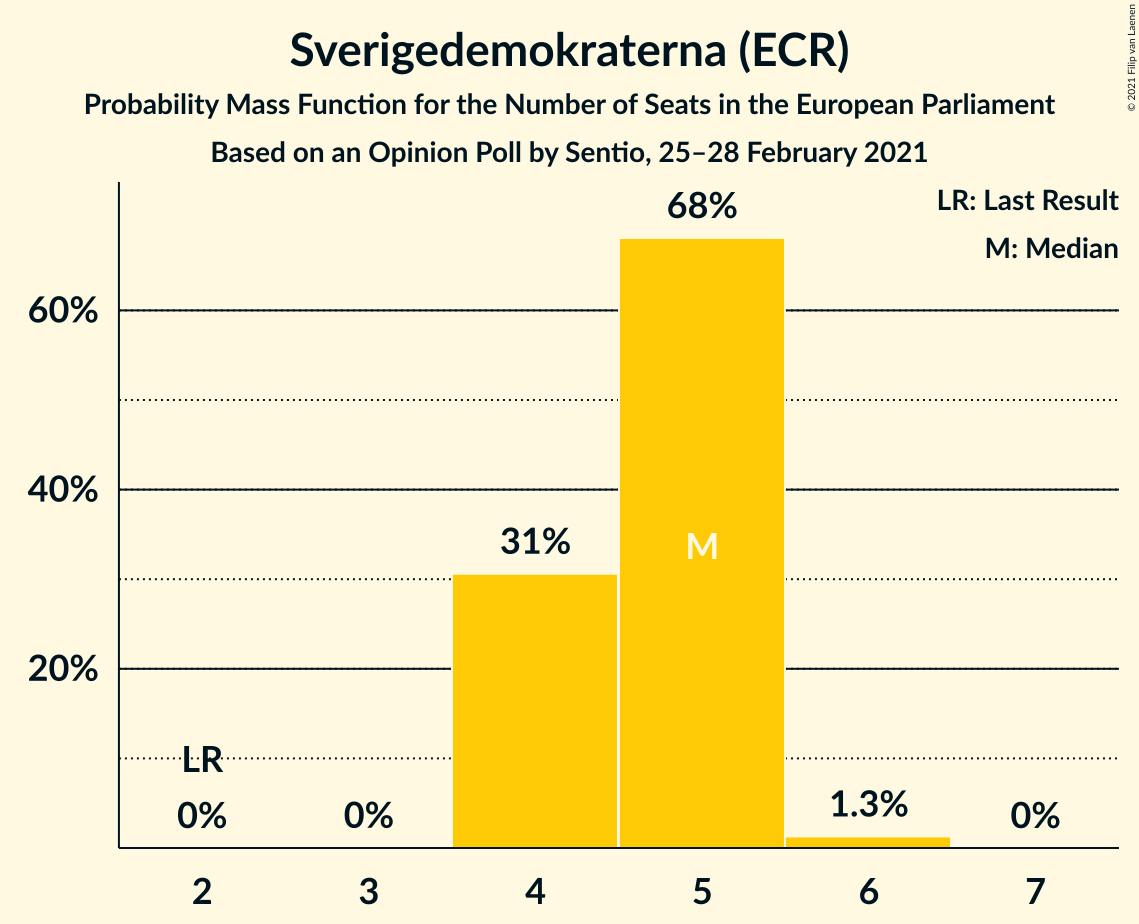 Sverigedemokraterna (ECR)
Probability Mass Function for the Number of Seats in the European Parliament
Based on an Opinion Poll by Sentio, 25–28 February 2021
© 2021 Filip van Laenen
LR: Last Result
M: Median
68%
60%
40%
31%
M
20%
LR
0%
0%
1.3%
0%
2
3
4
5
6
7